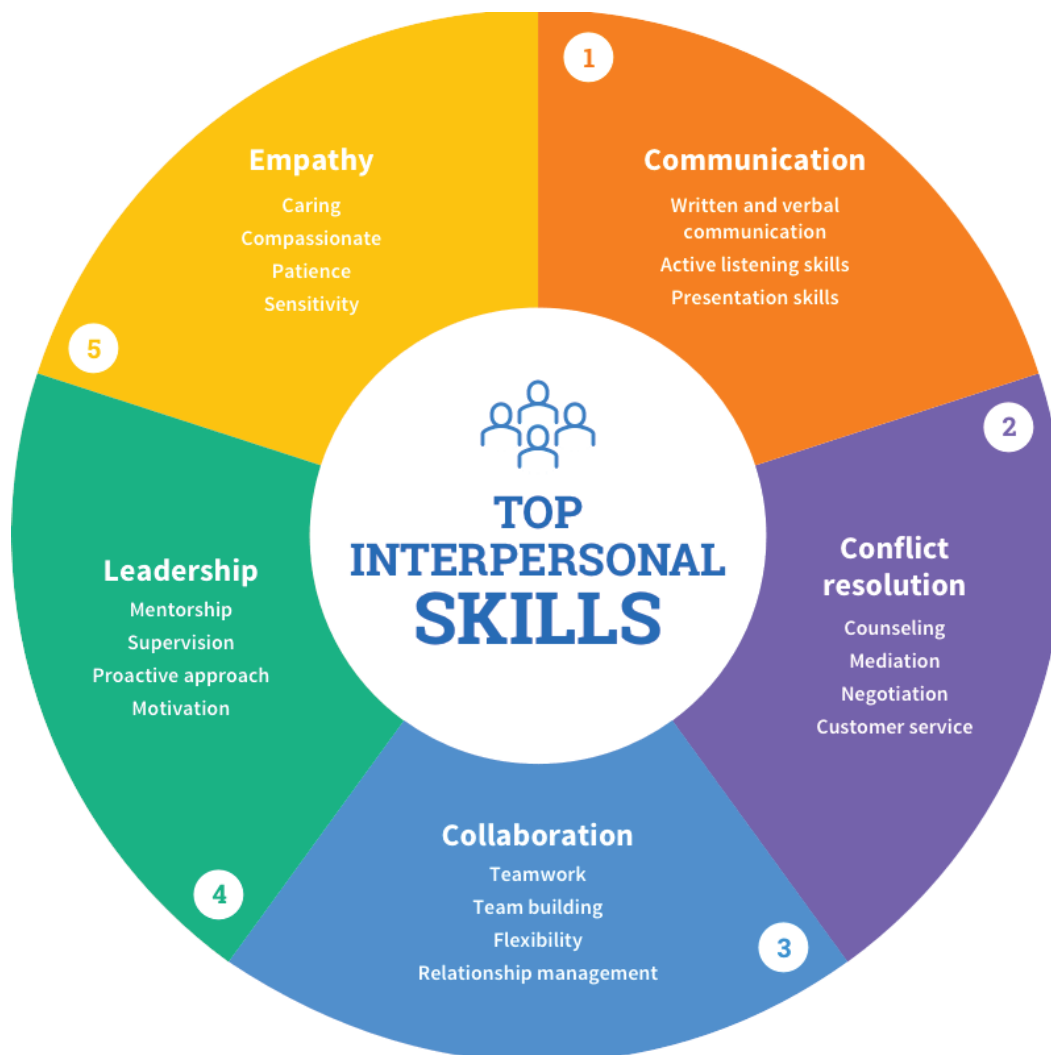 TOP
INTERPERSONAL
SKILLS
1
Communication
Written and verbal
communication
Active listening skills
Presentation skills
2
Conflict
resolution
Counseling
Mediation
Negotiation
Customer service
3
Collaboration
Teamwork
Team building
Flexibility
Relationship management
4
Leadership
Mentorship
Supervision
Proactive approach
Motivation
5
Empathy
Caring
Compassionate
Patience
Sensitivity